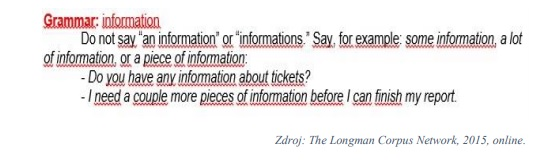 Grammar: information
Do not say "an information" or "informations." Say, for example: some information, a lot
of information, or a piece of information:
- Do you have any information about tickets?
- I need a couple more pieces of information before I can finish my report.
Zdroj: The Longman Corpus Network, 2015, online.